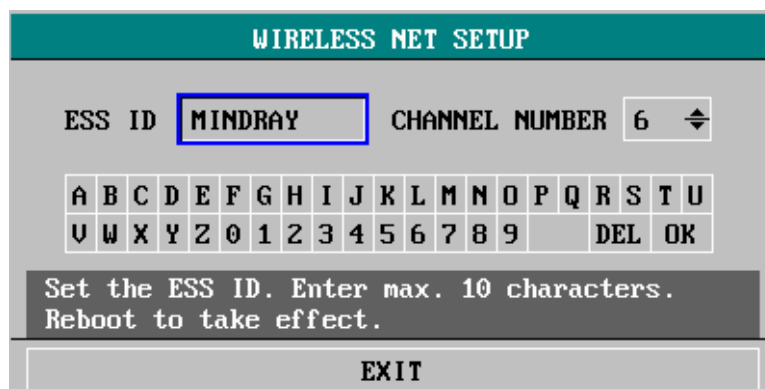 WIRELESS NET SETUP
ESS ID MINDRAY CHANNEL NUMBER 6
A B C D E F G H I J K L M N O P Q R S T U
V W X Y Z 0 1 2 3 4 5 6 7 8 9 DEL OK
Set the ESS ID. Enter max. 10 characters.
Reboot to take effect.
EXIT